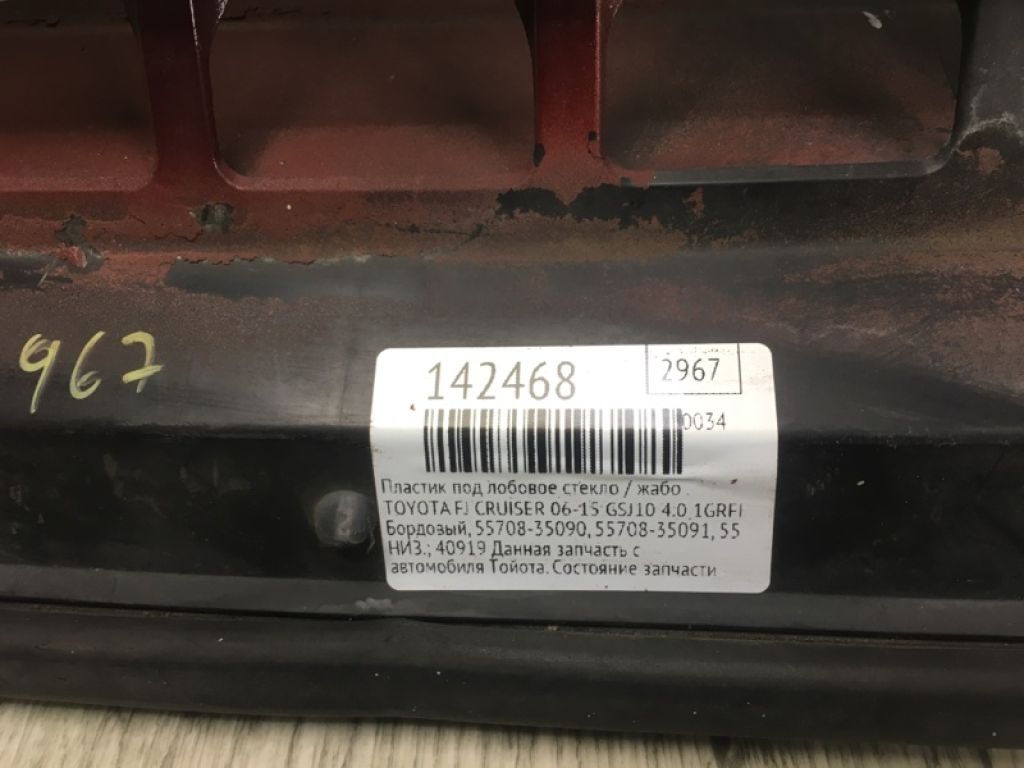 967
142468
2967
0034
Пластик под лобовое стекло / жабо
TOYOTA FJ CRUISER 06-15 GSJ10 4.0 1GRFI
Бордовый, 55708-35090, 55708-35091, 55
НИЗ.; 40919 Данная запчасть с
автомобиля Тойота. Состояние запчасти